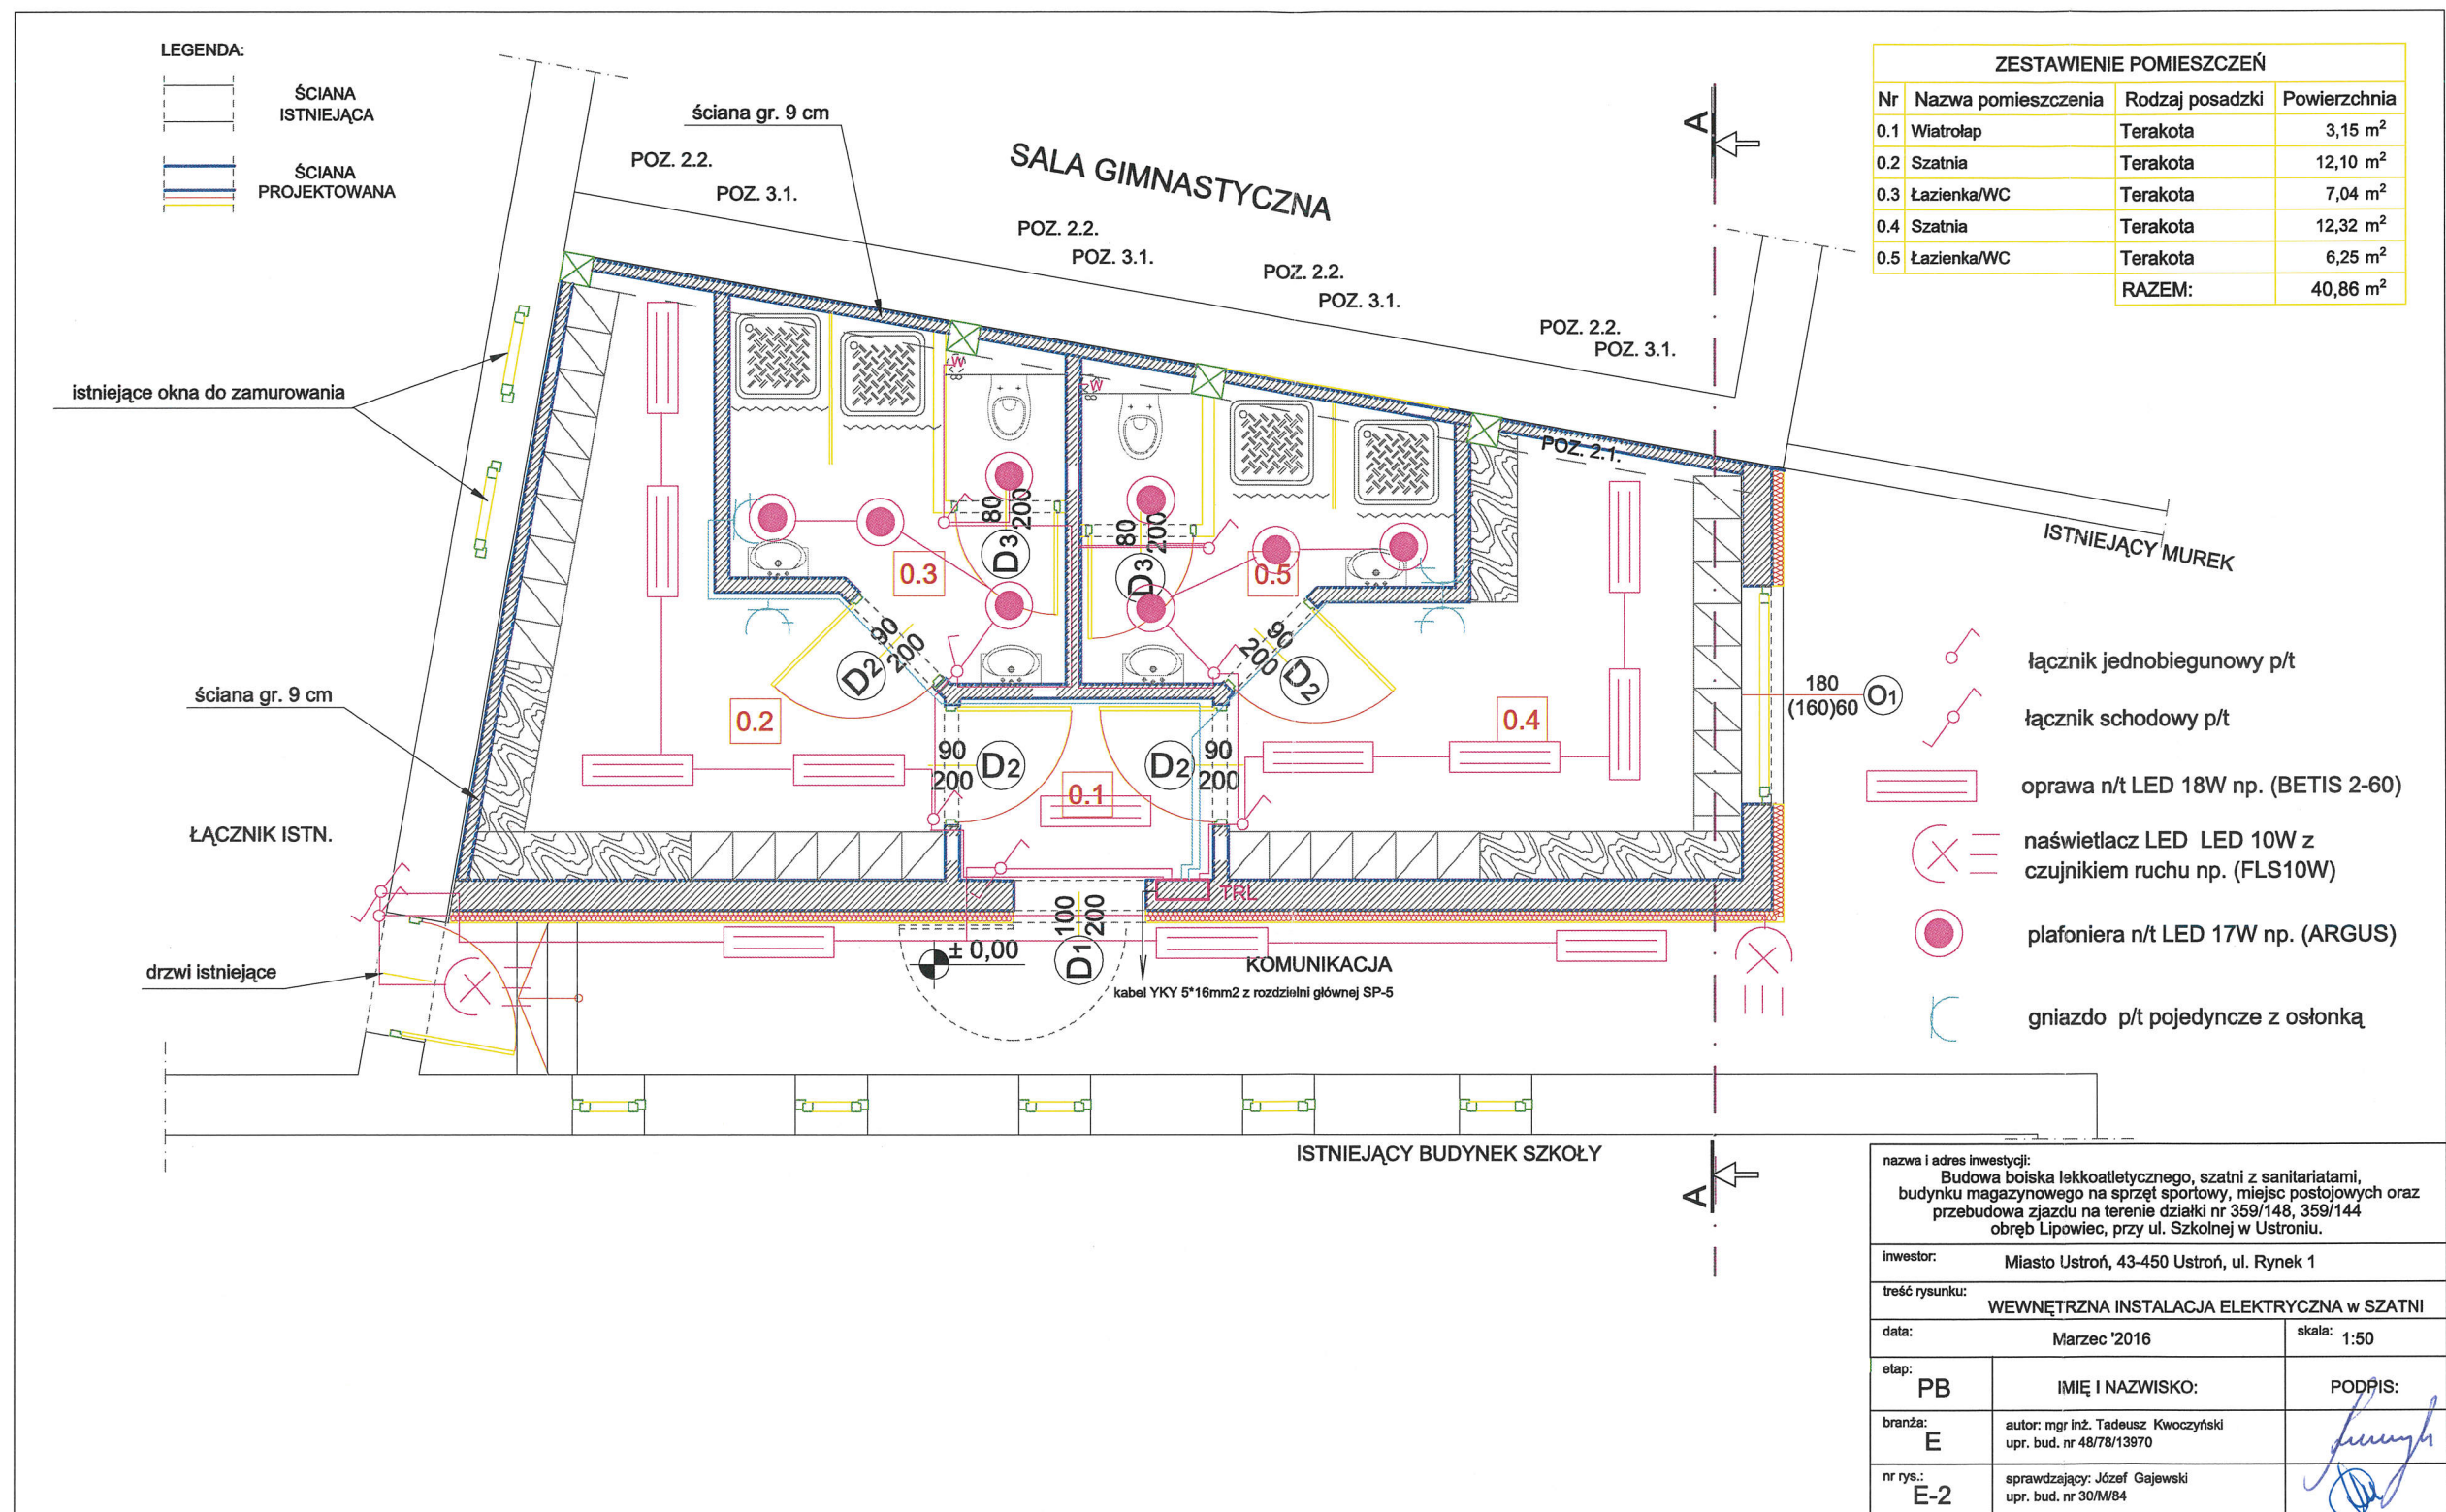 LEGENDA:
ŚCIANA
ISTNIEJĄCA
ŚCIANA
PROJEKTOWANA
ściana gr. 9 cm
POZ. 2.2.
POZ. 3.1.
SALA GIMNASTYCZNA
POZ. 2.2.
POZ. 3.1.
POZ. 2.2.
POZ. 3.1.
POZ. 2.2.
POZ. 3.1.
POZ. 2.1.
A
ZESTAWIENIE POMIESZCZEŃ
Nr Nazwa pomieszczenia Rodzaj posadzki Powierzchnia
0.1 Wiatrołap Terakota 3,15 m²
0.2 Szatnia Terakota 12,10 m²
0.3 Łazienka/WC Terakota 7,04 m²
0.4 Szatnia Terakota 12,32 m²
0.5 Łazienka/WC Terakota 6,25 m²
RAZEM: 40,86 m²
istniejące okna do zamurowania
ISTNIEJĄCY MUREK
W
W
80
200
D3
80
200
D3
0.3
0.5
90
200
D2
90
200
D2
ściana gr. 9 cm
0.2
0.4
90
200
D2
D2
90
200
0.1
180
(160)60
O1
ŁĄCZNIK ISTN.
TRL
drzwi istniejące
± 0,00
100
200
D1
KOMUNIKACJA
kabel YKY 5*16mm2 z rozdzielni głównej SP-5
łącznik jednobiegunowy p/t
łącznik schodowy p/t
oprawa n/t LED 18W np. (BETIS 2-60)
naświetlacz LED LED 10W z
czujnikiem ruchu np. (FLS10W)
plafoniera n/t LED 17W np. (ARGUS)
gniazdo p/t pojedyncze z osłonką
ISTNIEJĄCY BUDYNEK SZKOŁY
A
nazwa i adres inwestycji:
Budowa boiska lekkoatletycznego, szatni z sanitariatami,
budynku magazynowego na sprzęt sportowy, miejsc postojowych oraz
przebudowa zjazdu na terenie działki nr 359/148, 359/144
obręb Lipowiec, przy ul. Szkolnej w Ustroniu.
inwestor: Miasto Ustroń, 43-450 Ustroń, ul. Rynek 1
treść rysunku:
WEWNĘTRZNA INSTALACJA ELEKTRYCZNA w SZATNI
data: Marzec '2016 skala: 1:50
etap:
PB IMIĘ I NAZWISKO: PODPIS:
branża:
E
autor: mgr inż. Tadeusz Kwoczyński
upr. bud. nr 48/78/13970
nr rys.:
E-2
sprawdzający: Józef Gajewski
upr. bud. nr 30/M/84